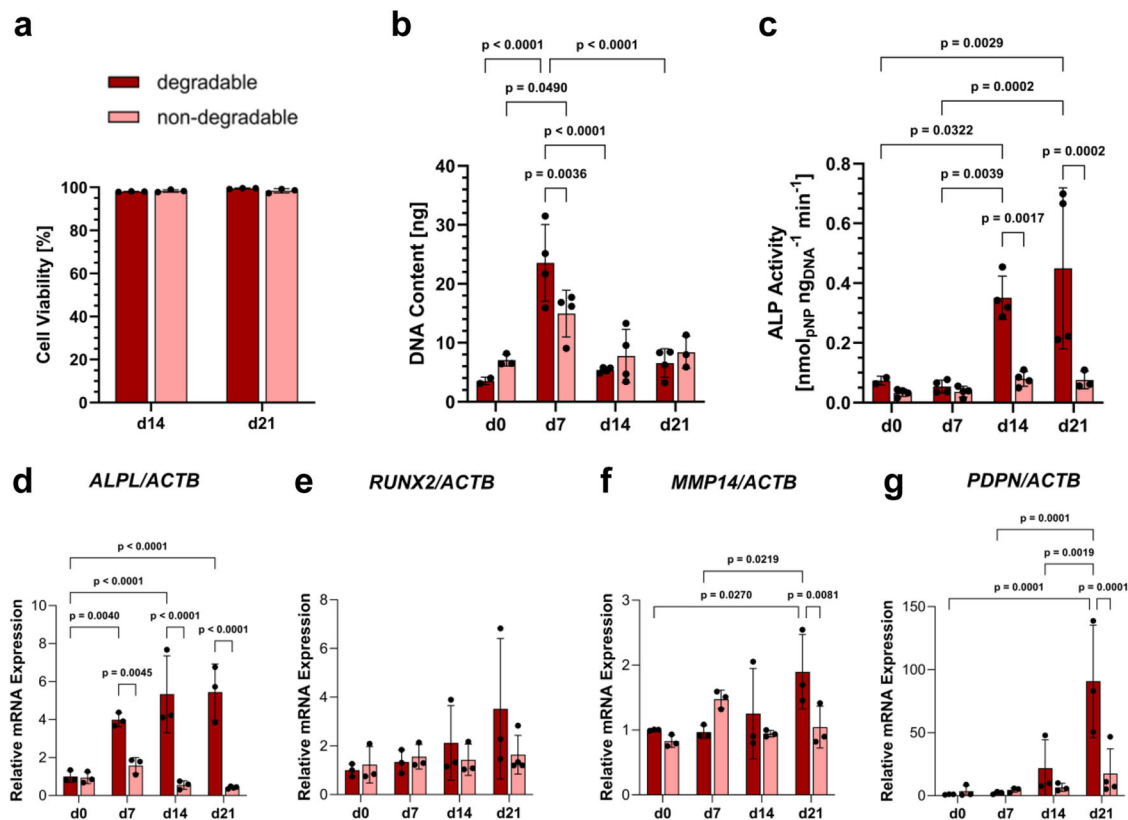 a
degradable
non-degradable
Cell Viability [%]
100
80
60
40
20
0
d14
d21
b
p < 0.0001
p < 0.0001
p = 0.0490
p < 0.0001
p = 0.0036
DNA Content [ng]
40
30
20
10
0
d0
d7
d14
d21
c
p = 0.0029
p = 0.0002
p = 0.0322
p = 0.0002
p = 0.0039
p = 0.0017
ALP Activity
[nmolpNP ngDNA-1 min-1]
0.8
0.6
0.4
0.2
0.0
d0
d7
d14
d21
d
ALPL/ACTB
p < 0.0001
p < 0.0001
p = 0.0040
p < 0.0001
p < 0.0001
p = 0.0045
Relative mRNA Expression
10
8
6
4
2
0
d0
d7
d14
d21
e
RUNX2/ACTB
Relative mRNA Expression
8
6
4
2
0
d0
d7
d14
d21
f
MMP14/ACTB
p = 0.0219
p = 0.0270
p = 0.0081
Relative mRNA Expression
3
2
1
0
d0
d7
d14
d21
g
PDPN/ACTB
p = 0.0001
p = 0.0019
p = 0.0001
p = 0.0001
Relative mRNA Expression
150
100
50
0
d0
d7
d14
d21